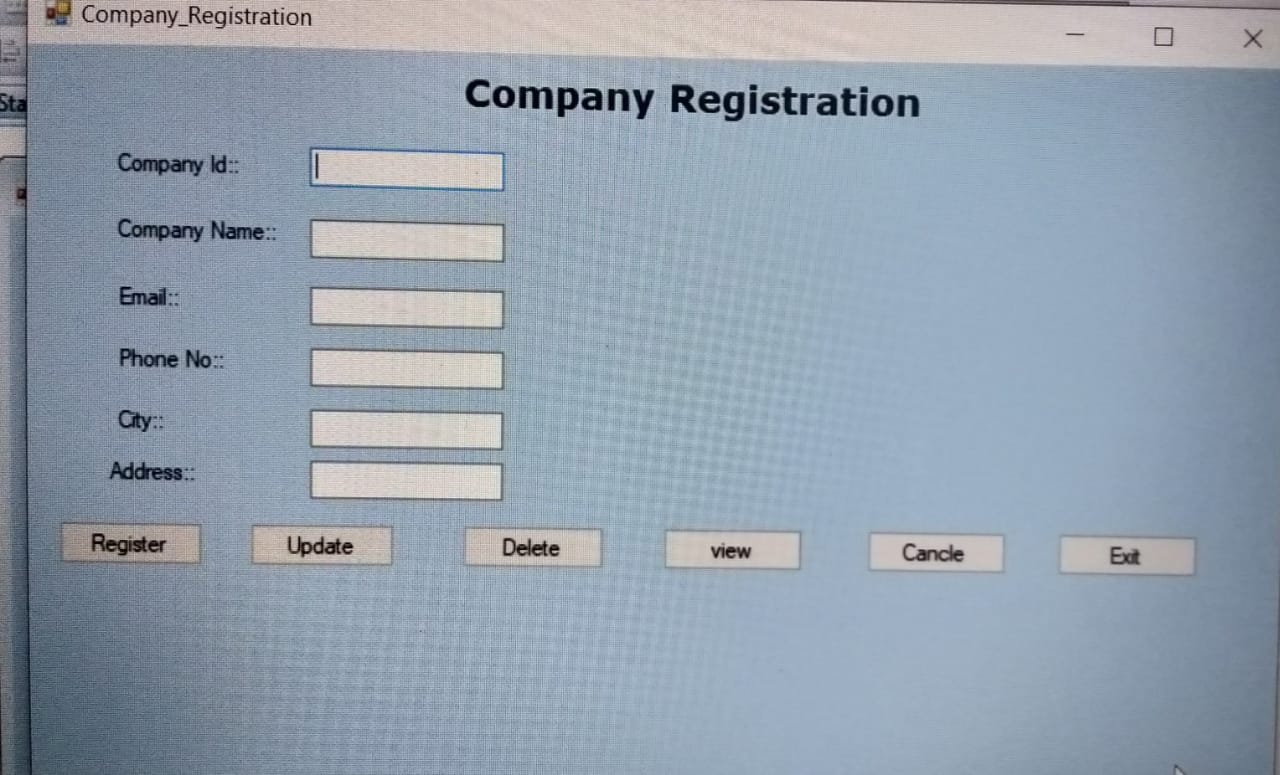 Company_Registration
Sta
Company Registration
Company Id::
Company Name::
Email::
Phone No::
City::
Address::
Register Update Delete view Cancle Exit